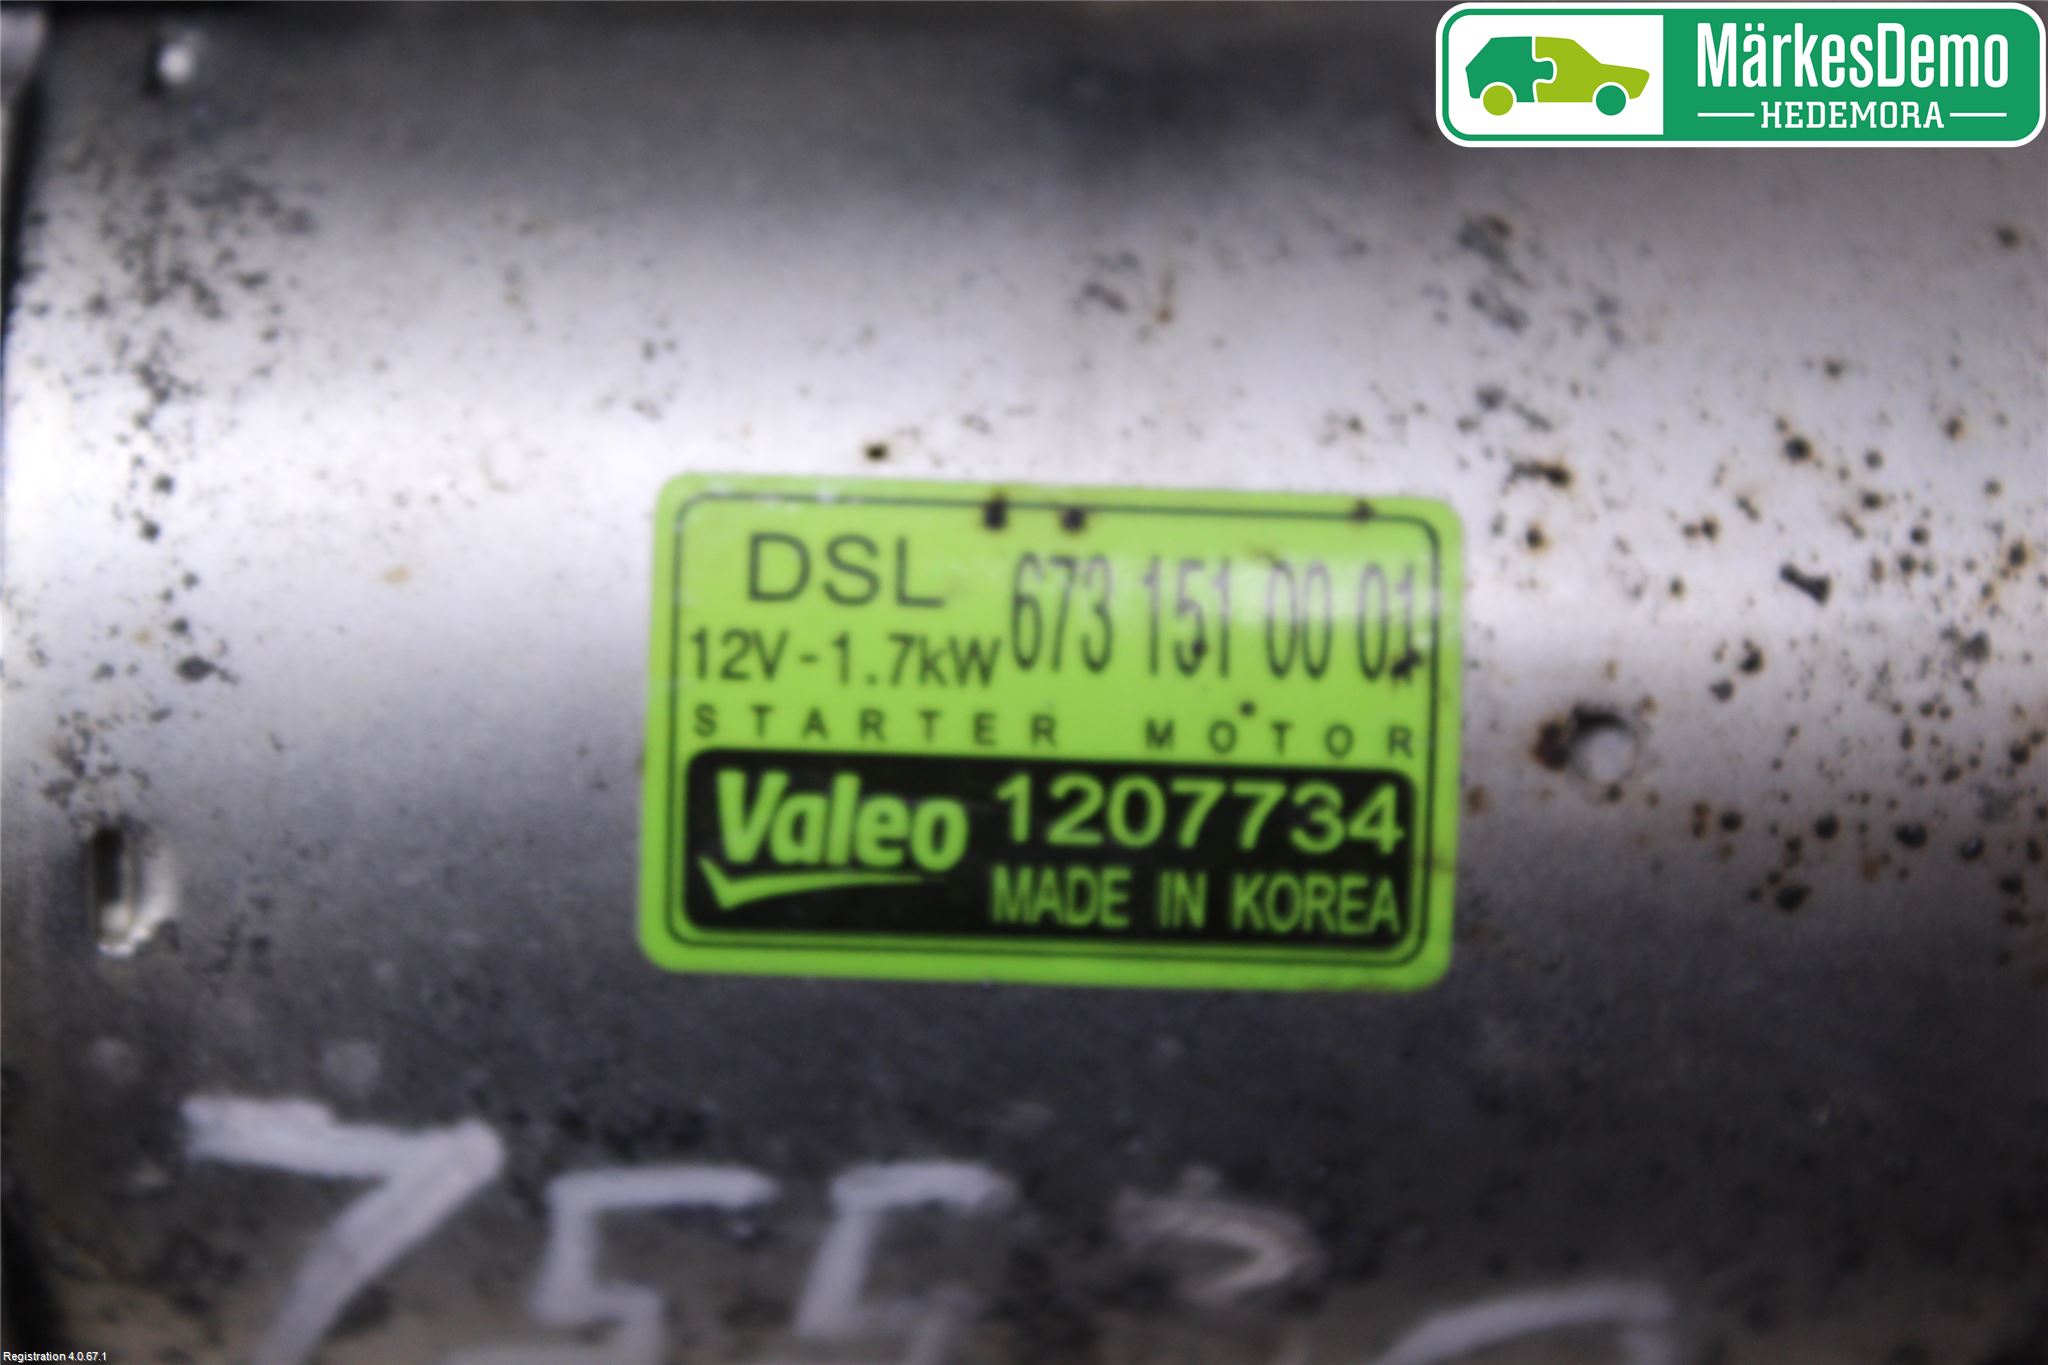 MärkesDemo
HEDEMORA
DSL 673 151 00 01
12V-1.7kW
STARTER MOTOR
Valeo 1207734
MADE IN KOREA
Registration 4.0.67.1